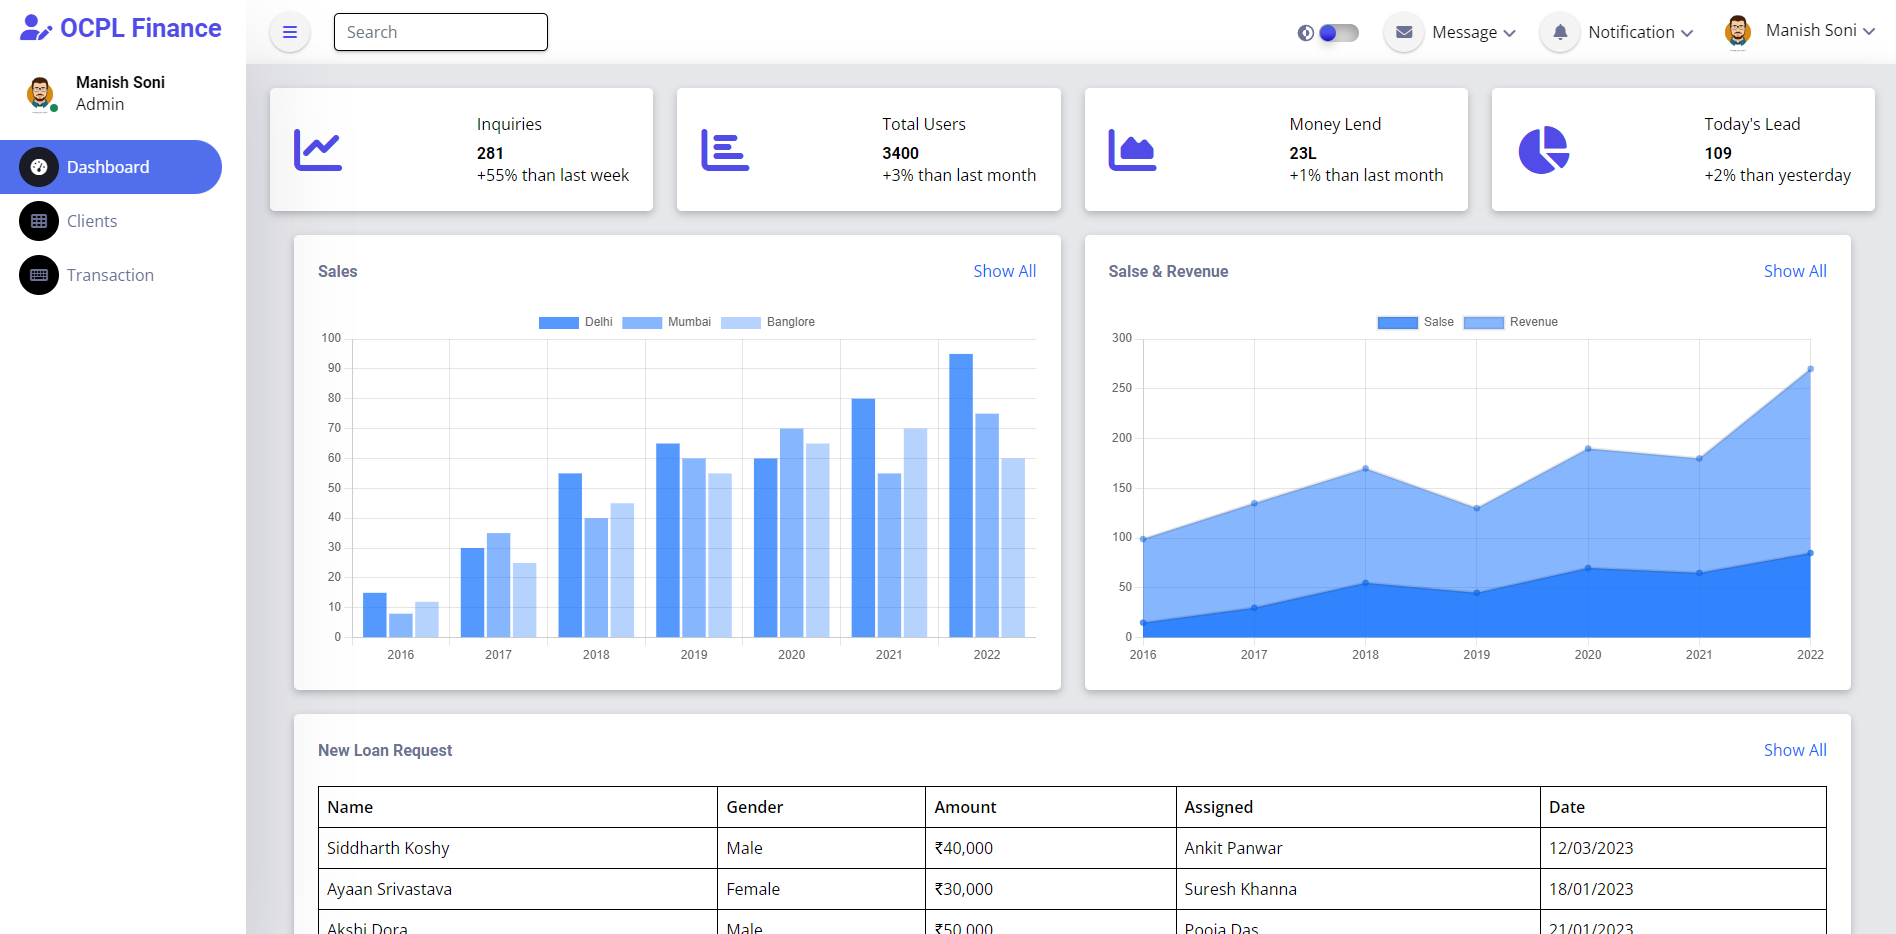 OCPL Finance
Search
Message
Notification
Manish Soni
Manish Soni
Admin
Dashboard
Clients
Transaction
Inquiries
281
+55% than last week
Total Users
3400
+3% than last month
Money Lend
23L
+1% than last month
Today's Lead
109
+2% than yesterday
Sales Show All
Delhi Mumbai Banglore
100
90
80
70
60
50
40
30
20
10
0
2016 2017 2018 2019 2020 2021 2022
Salse & Revenue Show All
Salse Revenue
300
250
200
150
100
50
0
2016 2017 2018 2019 2020 2021 2022
New Loan Request Show All
Name Gender Amount Assigned Date
Siddharth Koshy Male ₹40,000 Ankit Panwar 12/03/2023
Ayaan Srivastava Female ₹30,000 Suresh Khanna 18/01/2023
Akshi Dora Male ₹50,000 Pooja Das 21/01/2023